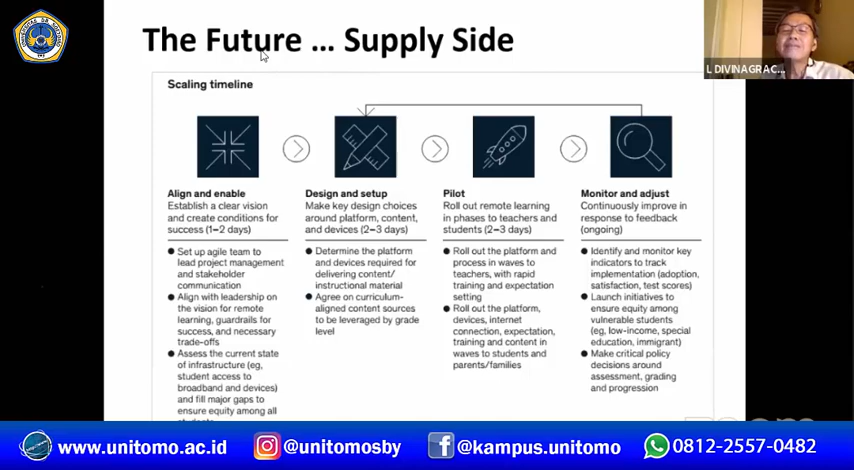 The Future ... Supply Side
L DIVINAGRAC...
Scaling timeline
Align and enable
Establish a clear vision
and create conditions for
success (1–2 days)
Set up agile team to
lead project management
and stakeholder
communication
Align with leadership on
the vision for remote
learning, guardrails for
success, and necessary
trade-offs
Assess the current state
of infrastructure (eg,
student access to
broadband and devices)
and fill major gaps to
ensure equity among all
Design and setup
Make key design choices
around platform, content,
and devices (2–3 days)
Determine the platform
and devices required for
delivering content/
instructional material
Agree on curriculum-
aligned content sources
to be leveraged by grade
level
Pilot
Roll out remote learning
in phases to teachers and
students (2–3 days)
Roll out the platform and
process in waves to
teachers, with rapid
training and expectation
setting
Roll out the platform,
devices, internet
connection, expectation,
training and content in
waves to students and
parents/families
Monitor and adjust
Continuously improve in
response to feedback
(ongoing)
Identify and monitor key
indicators to track
implementation (adoption,
satisfaction, test scores)
Launch initiatives to
ensure equity among
vulnerable students
(eg, low-income, special
education, immigrant)
Make critical policy
decisions around
assessment, grading
and progression
www.unitomo.ac.id @unitomosby @kampus.unitomo 0812-2557-0482